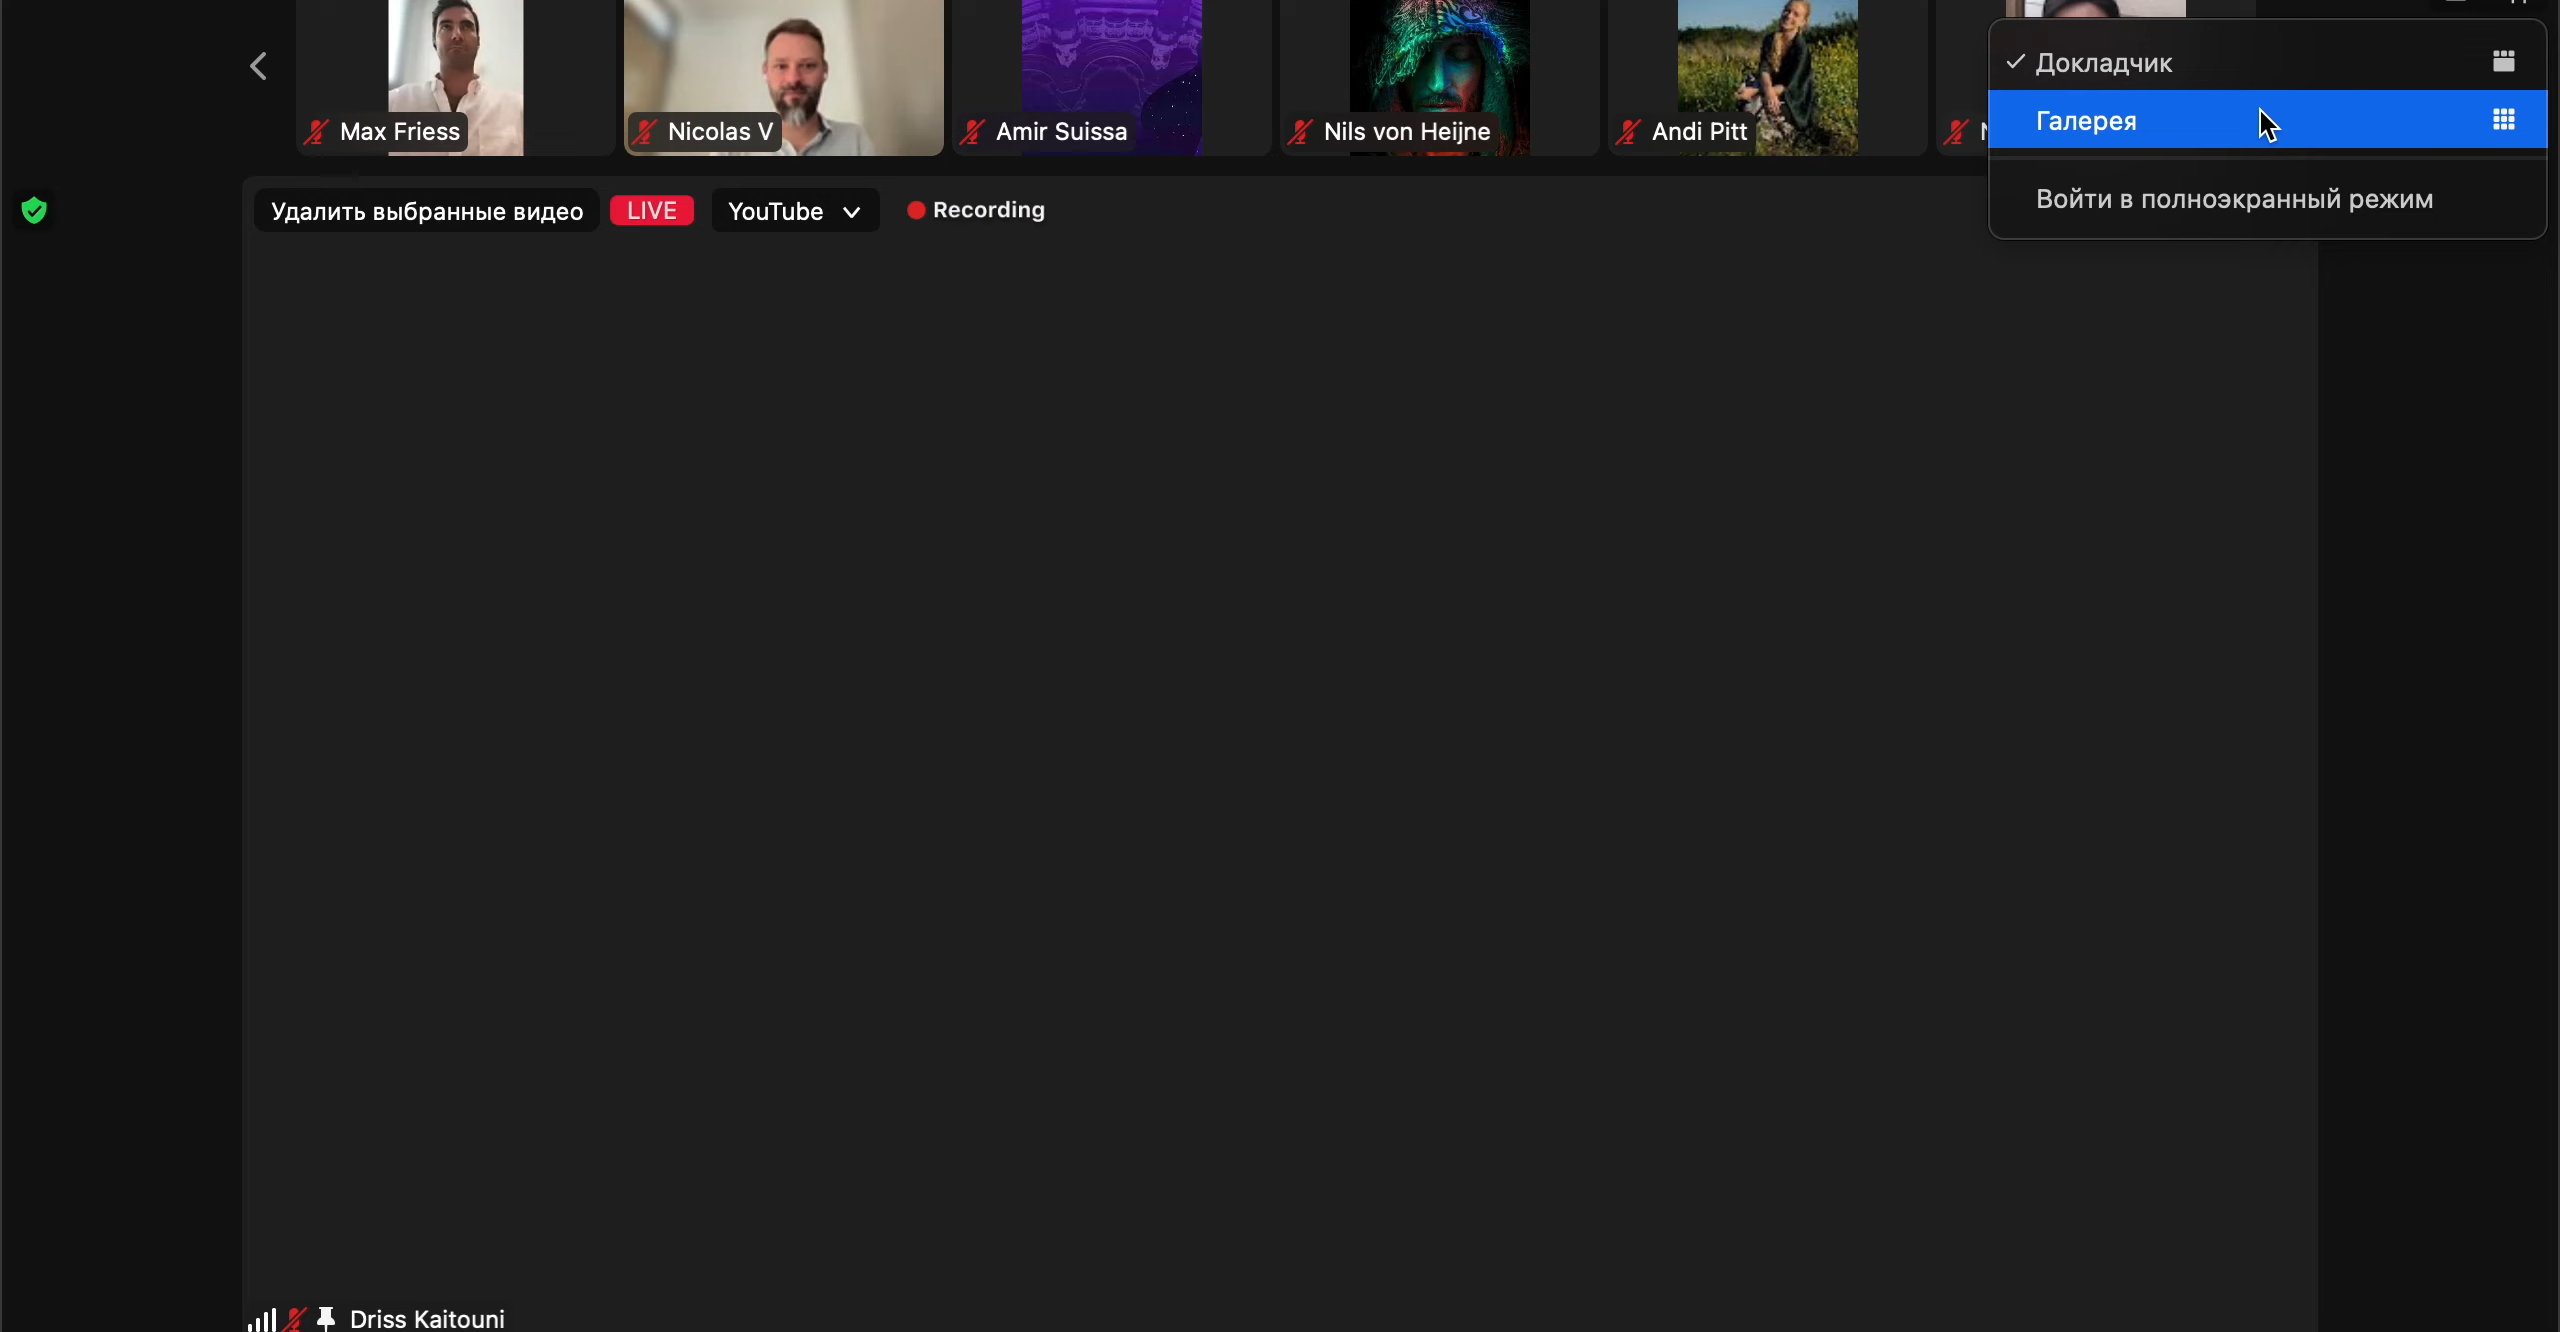 Max Friess
Nicolas V
Amir Suissa
Nils von Heijne
Andi Pitt
Докладчик
Галерея
Войти в полноэкранный режим
Удалить выбранные видео
LIVE
YouTube
Recording
Driss Kaitouni